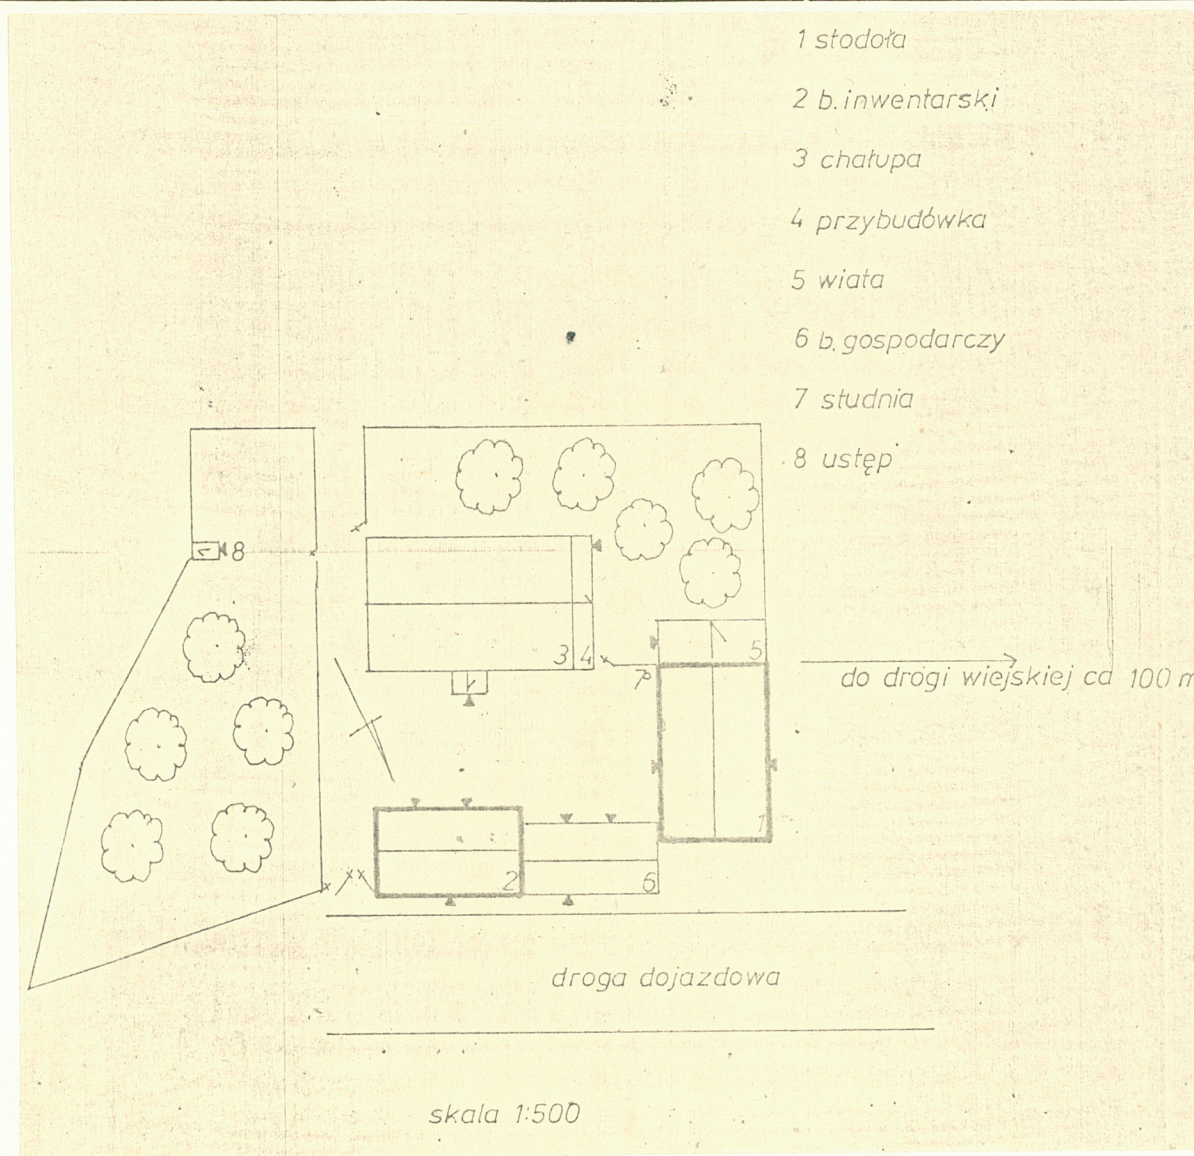 1 stodoła
2 b.inwentarski
3 chałupa
4 przybudówka
5 wiata
6 b.gospodarczy
7 studnia
8 ustęp
8
3 4
5
7
do drogi wiejskiej ca 100 m
1
2
6
droga dojazdowa
skala 1:500